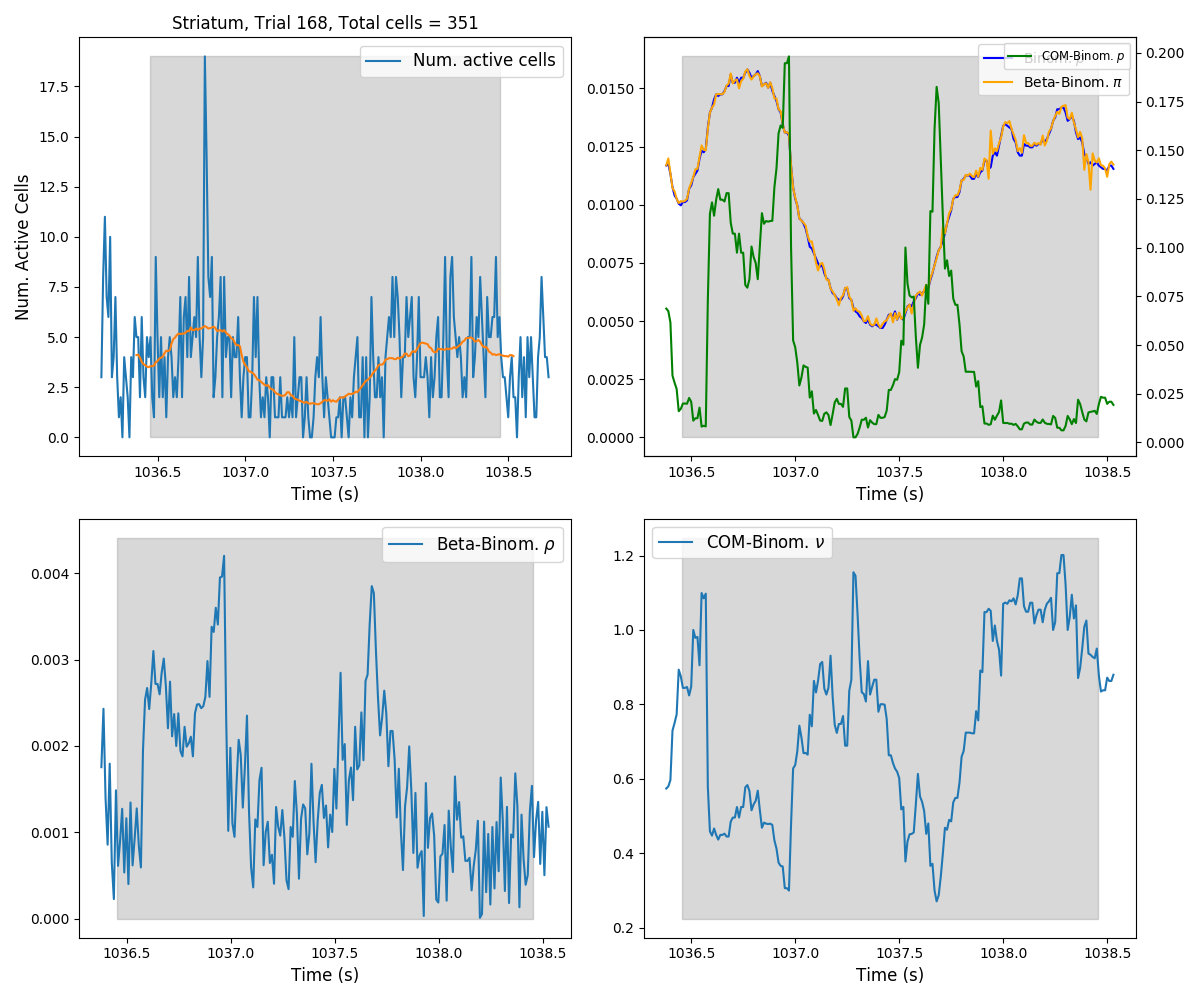 Striatum, Trial 168, Total cells = 351
Num. active cells
Num. Active Cells
17.5
15.0
12.5
10.0
7.5
5.0
2.5
0.0
1036.5 1037.0 1037.5 1038.0 1038.5
Time (s)
COM-Binom. p
Binom. p
Beta-Binom. π
0.0150
0.0125
0.0100
0.0075
0.0050
0.0025
0.0000
0.200
0.175
0.150
0.125
0.100
0.075
0.050
0.025
0.000
1036.5 1037.0 1037.5 1038.0 1038.5
Time (s)
Beta-Binom. ρ
0.004
0.003
0.002
0.001
0.000
1036.5 1037.0 1037.5 1038.0 1038.5
Time (s)
COM-Binom. ν
1.2
1.0
0.8
0.6
0.4
0.2
1036.5 1037.0 1037.5 1038.0 1038.5
Time (s)